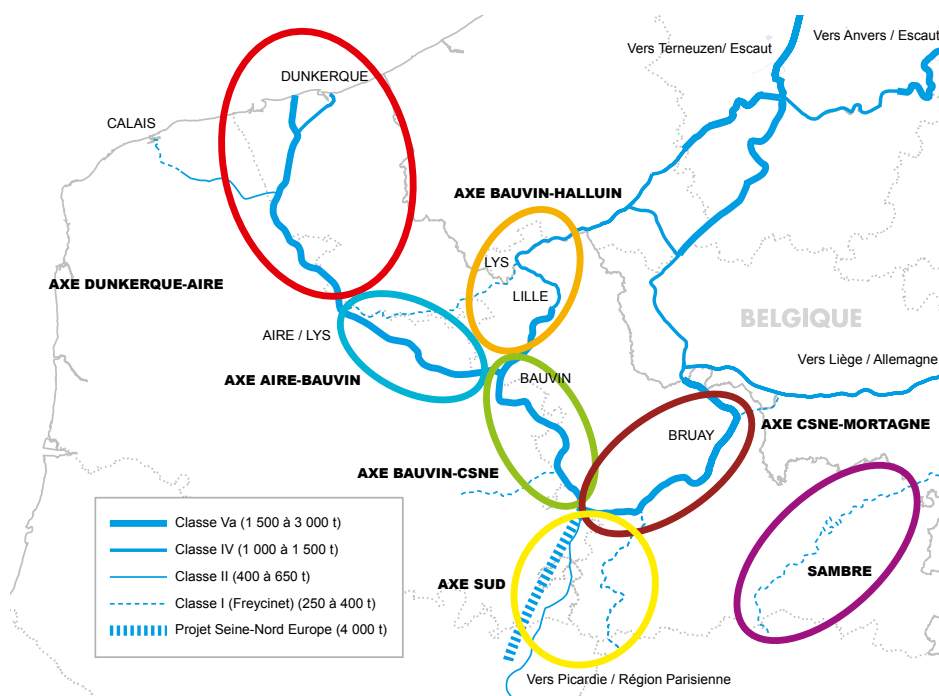 Vers Terneuzen/ Escaut
Vers Anvers / Escaut
DUNKERQUE
CALAIS
AXE BAUVIN-HALLUIN
LYS
AXE DUNKERQUE-AIRE
LILLE
BELGIQUE
AIRE / LYS
Vers Liège / Allemagne
AXE AIRE-BAUVIN
BAUVIN
AXE CSNE-MORTAGNE
BRUAY
AXE BAUVIN-CSNE
Classe Va (1 500 à 3 000 t)
Classe IV (1 000 à 1 500 t)
Classe II (400 à 650 t)
Classe I (Freycinet) (250 à 400 t)
Projet Seine-Nord Europe (4 000 t)
AXE SUD
SAMBRE
Vers Picardie / Région Parisienne